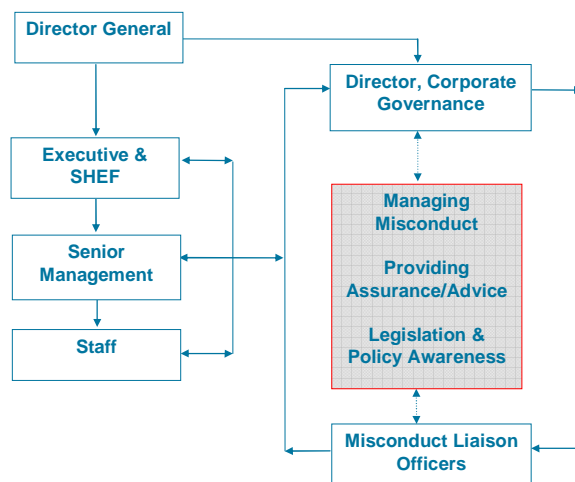 Director General
Director, Corporate
Governance
Executive &
SHEF
Managing
Misconduct
Senior
Management
Providing
Assurance/Advice
Staff
Legislation &
Policy Awareness
Misconduct Liaison
Officers